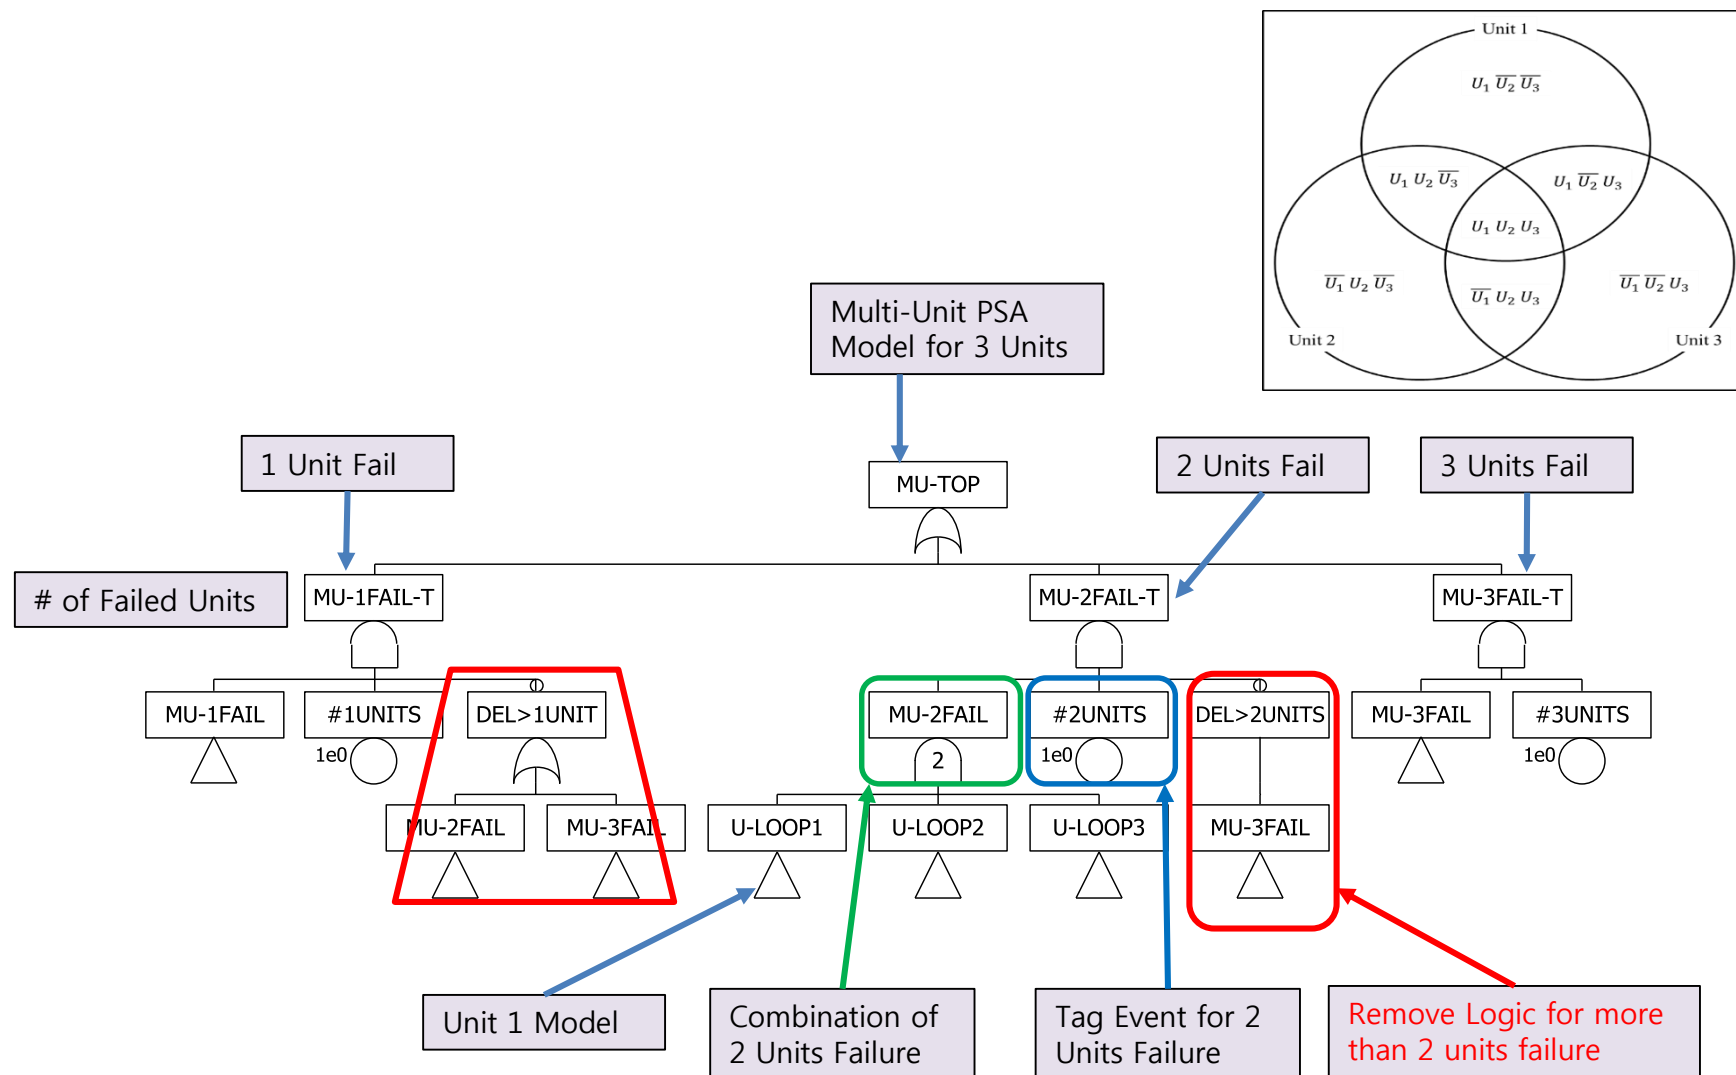 Unit 1
U₁ U̅₂ U̅₃
U₁ U₂ U̅₃
U₁ U̅₂ U₃
U₁ U₂ U₃
U̅₁ U₂ U̅₃
U̅₁ U₂ U₃
U̅₁ U̅₂ U₃
Unit 2
Unit 3
Multi-Unit PSA
Model for 3 Units
1 Unit Fail
2 Units Fail
3 Units Fail
MU-TOP
# of Failed Units
MU-1FAIL-T
MU-2FAIL-T
MU-3FAIL-T
MU-1FAIL
#1UNITS
DEL>1UNIT
MU-2FAIL
#2UNITS
DEL>2UNITS
MU-3FAIL
#3UNITS
1e0
2
1e0
1e0
MU-2FAIL
MU-3FAIL
U-LOOP1
U-LOOP2
U-LOOP3
MU-3FAIL
Unit 1 Model
Combination of
2 Units Failure
Tag Event for 2
Units Failure
Remove Logic for more
than 2 units failure